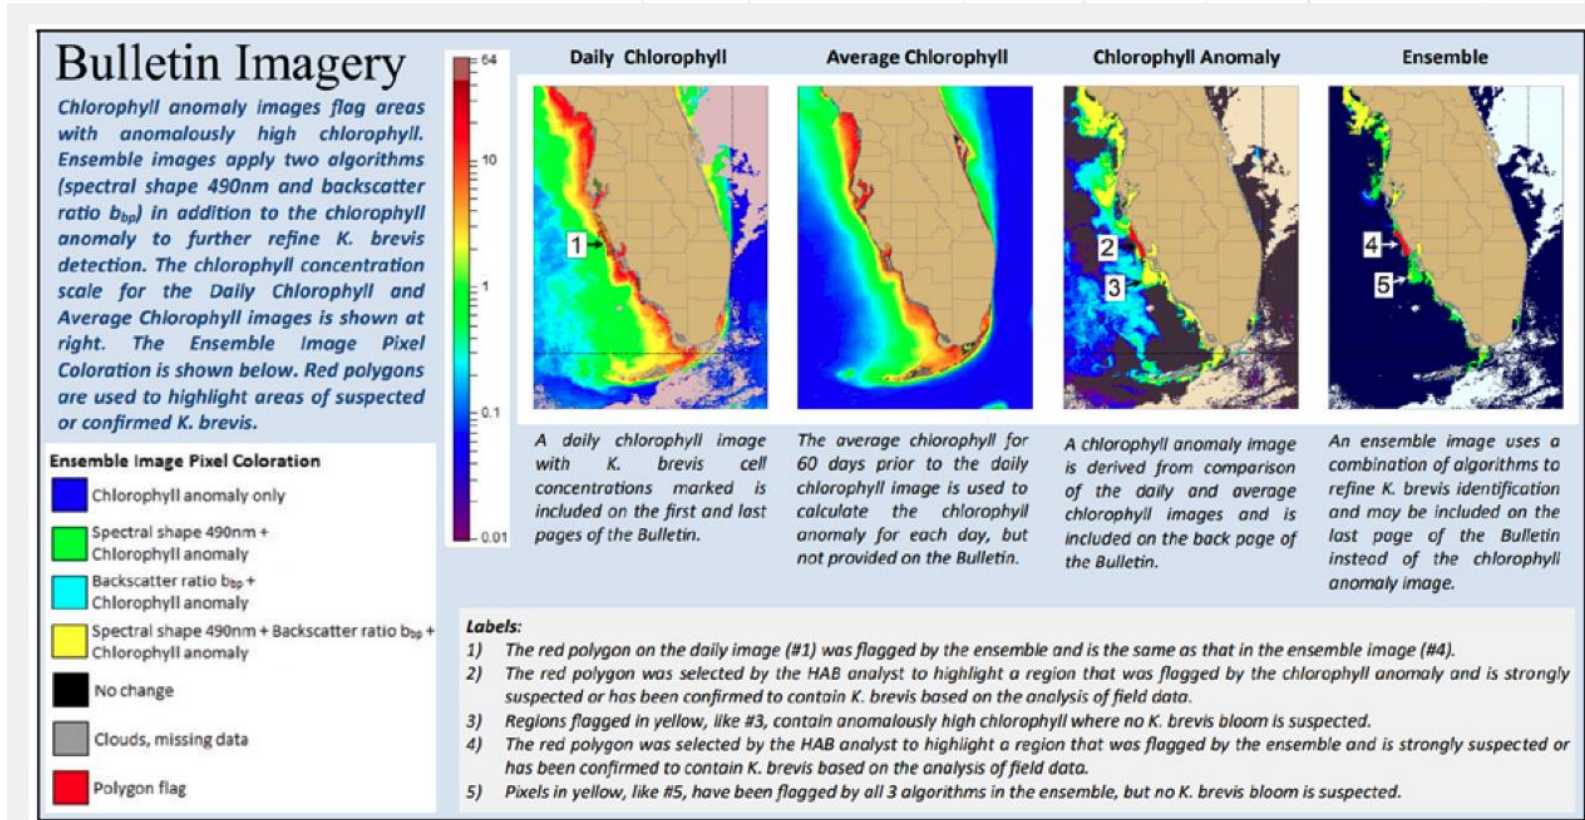 Bulletin Imagery
Chlorophyll anomaly images flag areas
with anomalously high chlorophyll.
Ensemble images apply two algorithms
(spectral shape 490nm and backscatter
ratio bbp) in addition to the chlorophyll
anomaly to further refine K. brevis
detection. The chlorophyll concentration
scale for the Daily Chlorophyll and
Average Chlorophyll images is shown at
right. The Ensemble Image Pixel
Coloration is shown below. Red polygons
are used to highlight areas of suspected
or confirmed K. brevis.
Ensemble Image Pixel Coloration
Chlorophyll anomaly only
Spectral shape 490nm +
Chlorophyll anomaly
Backscatter ratio bbp +
Chlorophyll anomaly
Spectral shape 490nm + Backscatter ratio bbp +
Chlorophyll anomaly
No change
Clouds, missing data
Polygon flag
64
10
1
0.1
0.01
Daily Chlorophyll
1
A daily chlorophyll image
with K. brevis cell
concentrations marked is
included on the first and last
pages of the Bulletin.
Average Chlorophyll
The average chlorophyll for
60 days prior to the daily
chlorophyll image is used to
calculate the chlorophyll
anomaly for each day, but
not provided on the Bulletin.
Chlorophyll Anomaly
2
3
A chlorophyll anomaly image
is derived from comparison
of the daily and average
chlorophyll images and is
included on the back page of
the Bulletin.
Ensemble
4
5
An ensemble image uses a
combination of algorithms to
refine K. brevis identification
and may be included on the
last page of the Bulletin
instead of the chlorophyll
anomaly image.
Labels:
1) The red polygon on the daily image (#1) was flagged by the ensemble and is the same as that in the ensemble image (#4).
2) The red polygon was selected by the HAB analyst to highlight a region that was flagged by the chlorophyll anomaly and is strongly
suspected or has been confirmed to contain K. brevis based on the analysis of field data.
3) Regions flagged in yellow, like #3, contain anomalously high chlorophyll where no K. brevis bloom is suspected.
4) The red polygon was selected by the HAB analyst to highlight a region that was flagged by the ensemble and is strongly suspected or
has been confirmed to contain K. brevis based on the analysis of field data.
5) Pixels in yellow, like #5, have been flagged by all 3 algorithms in the ensemble, but no K. brevis bloom is suspected.